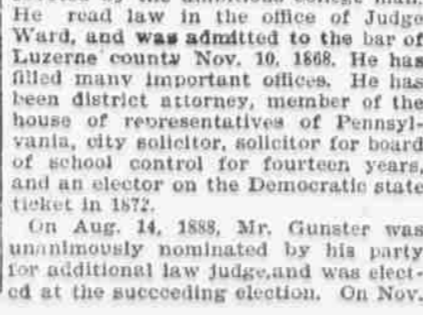 He read law in the office of Judge
Ward, and was admitted to the bar of
Luzerne county Nov. 10, 1868. He has
filled many important offices. He has
been district attorney, member of the
house of representatives of Pennsyl-
vania, city solicitor, solicitor for board
of school control for fourteen years,
and an elector on the Democratic state
ticket in 1872.
On Aug. 14, 1888, Mr. Gunster was
unanimously nominated by his party
for additional law judge,and was elect-
ed at the succeeding election. On Nov.